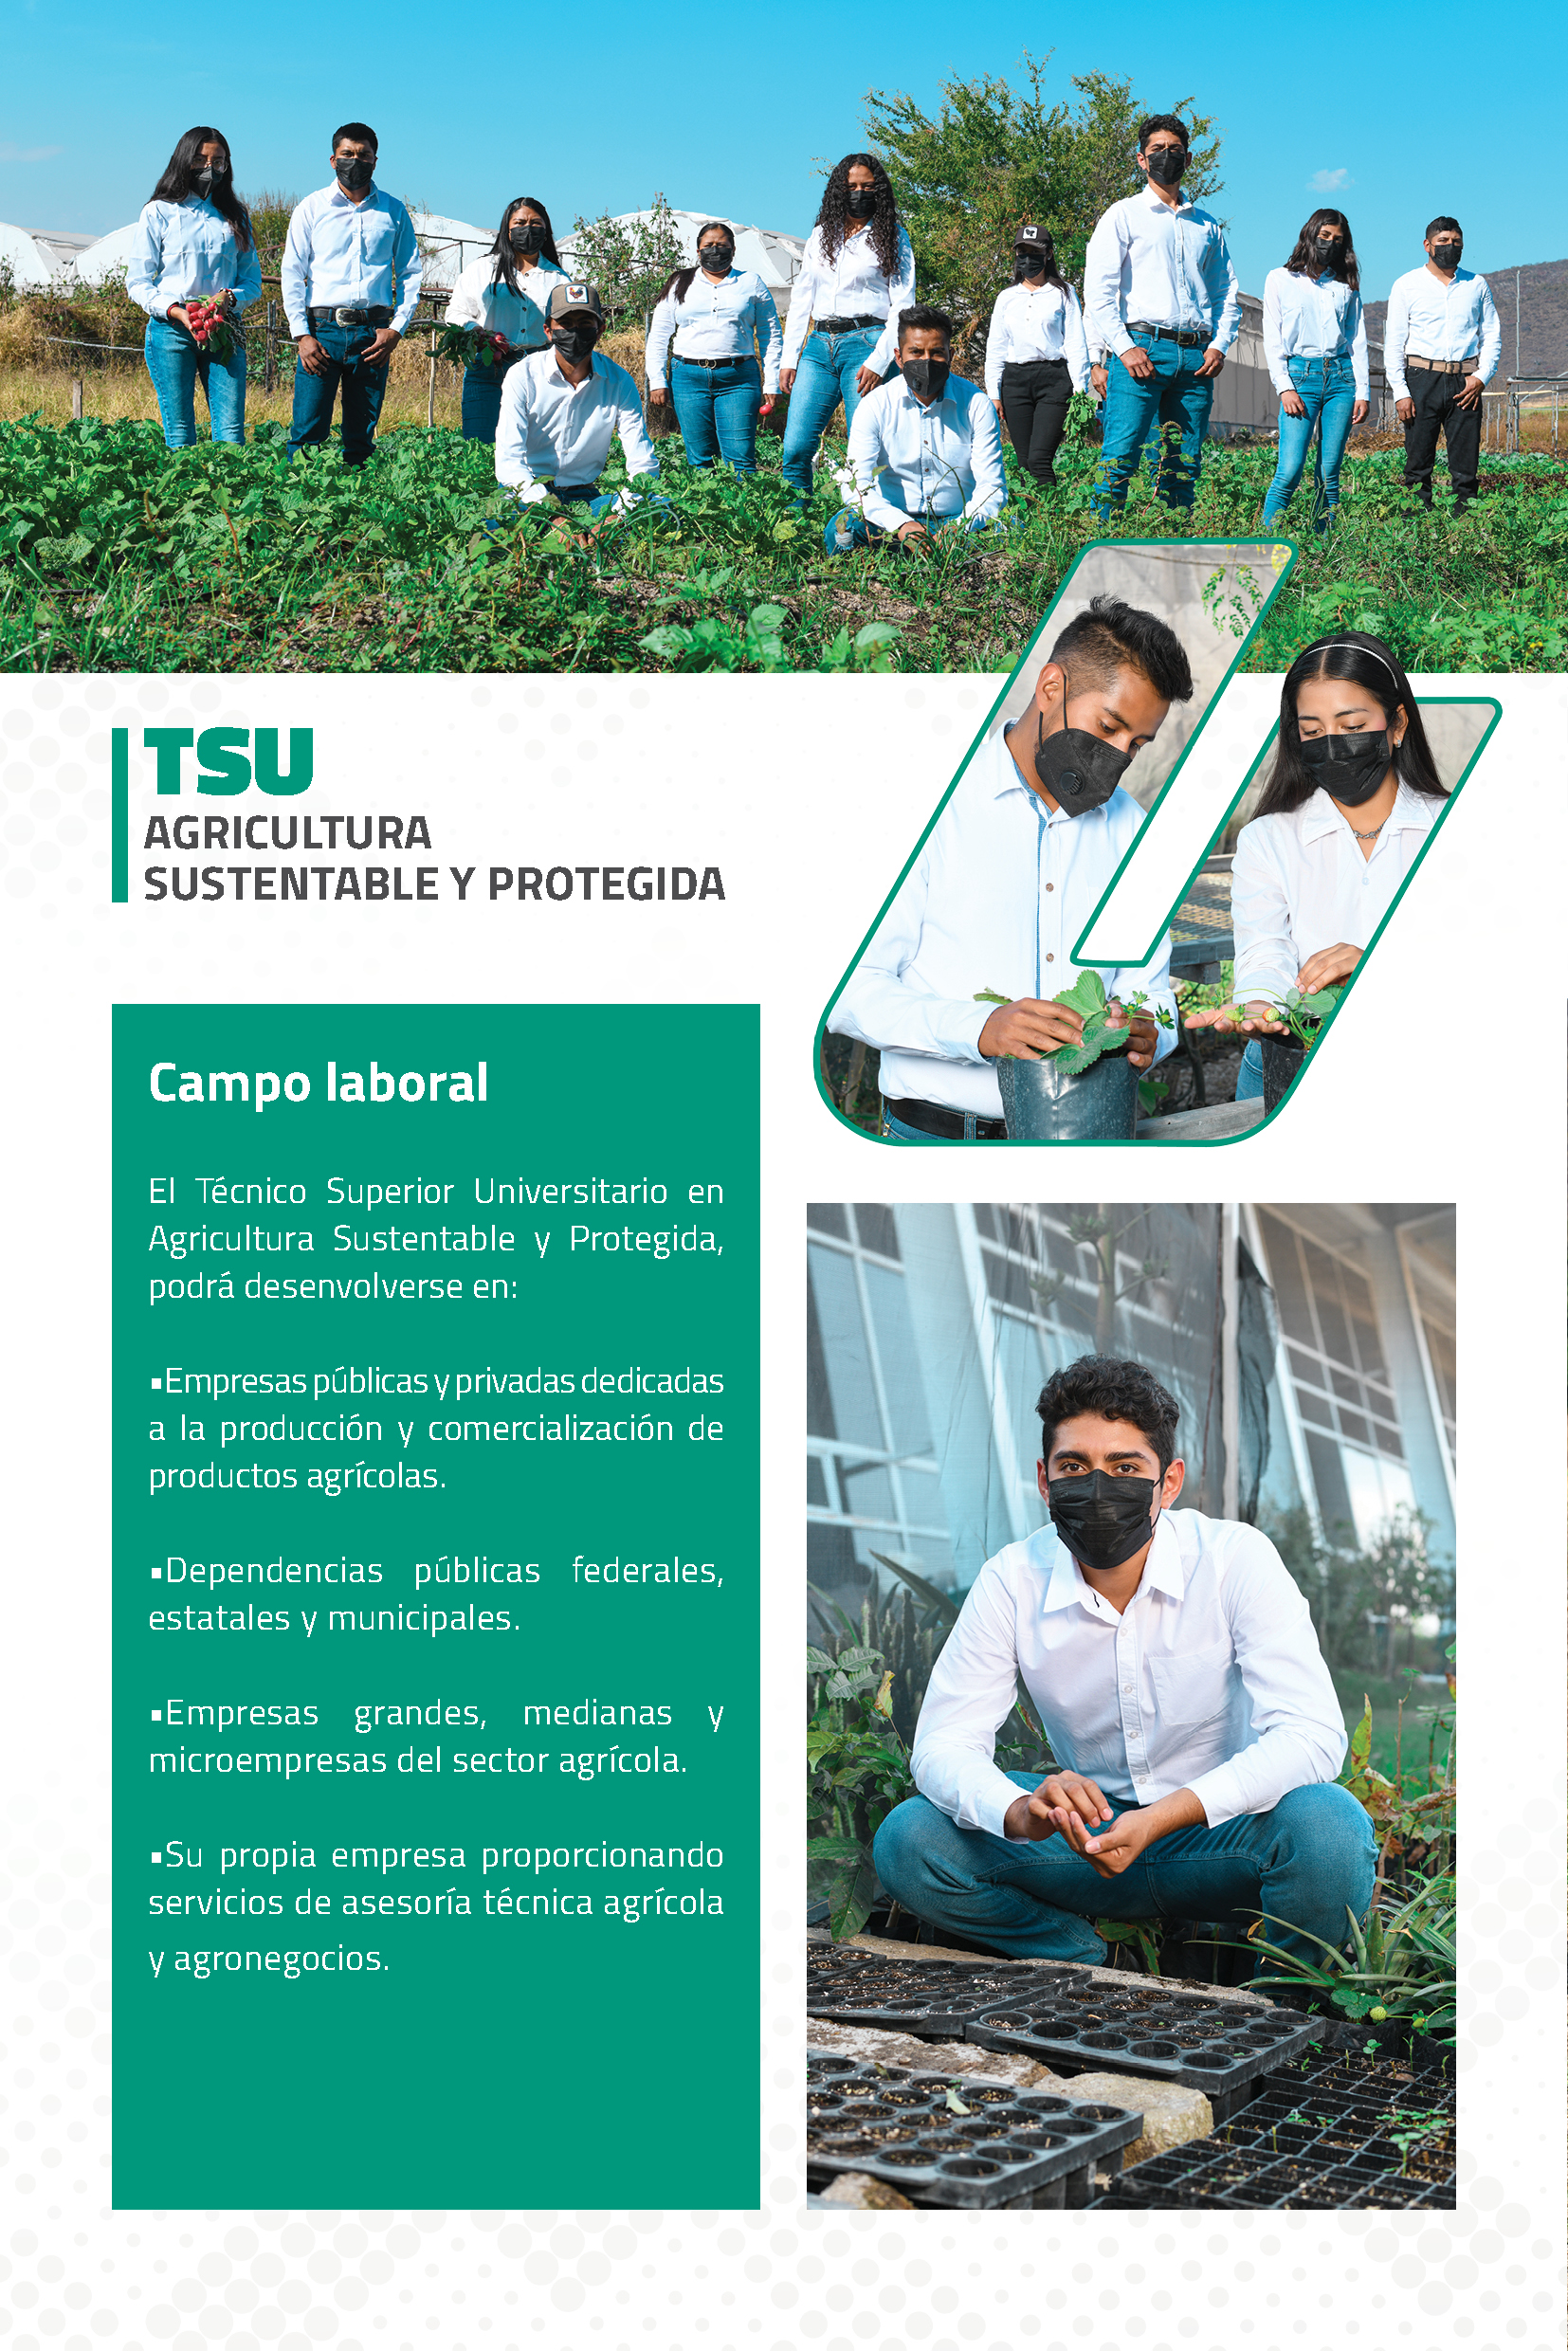 TSU
AGRICULTURA
SUSTENTABLE Y PROTEGIDA
Campo laboral
El Técnico Superior Universitario en
Agricultura Sustentable y Protegida,
podrá desenvolverse en:
▪Empresas públicas y privadas dedicadas
a la producción y comercialización de
productos agrícolas.
▪Dependencias públicas federales,
estatales y municipales.
▪Empresas grandes, medianas y
microempresas del sector agrícola.
▪Su propia empresa proporcionando
servicios de asesoría técnica agrícola
y agronegocios.